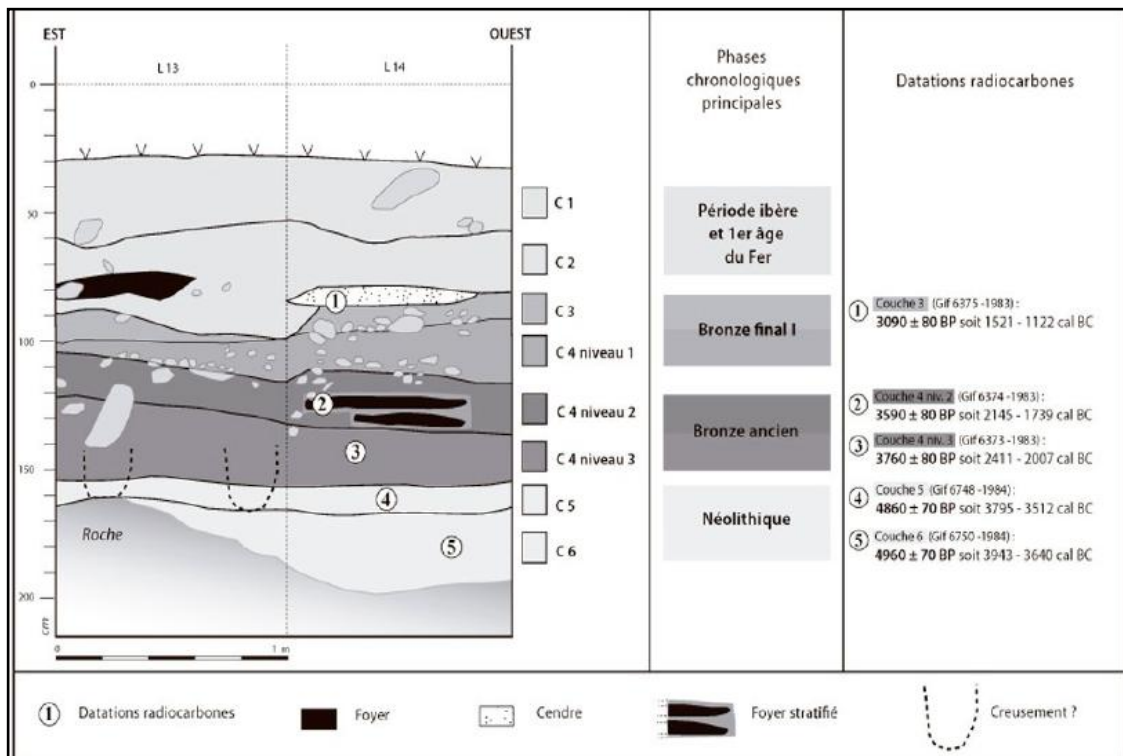 EST
OUEST
L 13
L 14
0
50
100
150
200
cm
Roche
0
1 m
C 1
C 2
C 3
C 4 niveau 1
C 4 niveau 2
C 4 niveau 3
C 5
C 6
1
2
3
4
5
Phases
chronologiques
principales
Période ibère
et 1er âge
du Fer
Bronze final I
Bronze ancien
Néolithique
Datations radiocarbones
1 Couche 3 (Gif 6375 -1983) :
3090 ± 80 BP soit 1521 - 1122 cal BC
2 Couche 4 niv. 2 (Gif 6374 -1983) :
3590 ± 80 BP soit 2145 - 1739 cal BC
3 Couche 4 niv. 3 (Gif 6373 -1983) :
3760 ± 80 BP soit 2411 - 2007 cal BC
4 Couche 5 (Gif 6748 -1984) :
4860 ± 70 BP soit 3795 - 3512 cal BC
5 Couche 6 (Gif 6750 -1984) :
4960 ± 70 BP soit 3943 - 3640 cal BC
1 Datations radiocarbones
Foyer
Cendre
Foyer stratifié
Creusement ?